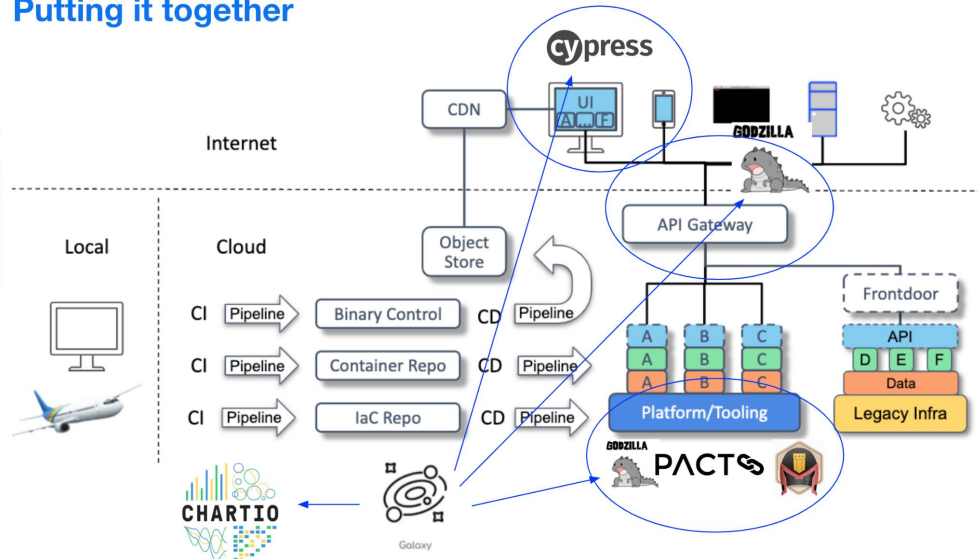 Putting it together
cypress
CDN
UI
A ... F
GODZILLA
Internet
Local
Cloud
Object
Store
API Gateway
Frontdoor
CI
Pipeline
Binary Control
CD
Pipeline
CI
Pipeline
Container Repo
CD
Pipeline
CI
Pipeline
IaC Repo
CD
Pipeline
A
B
C
A
B
C
A
B
C
Platform/Tooling
API
D
E
F
Data
Legacy Infra
GODZILLA
PACT
CHARTIO
Galaxy